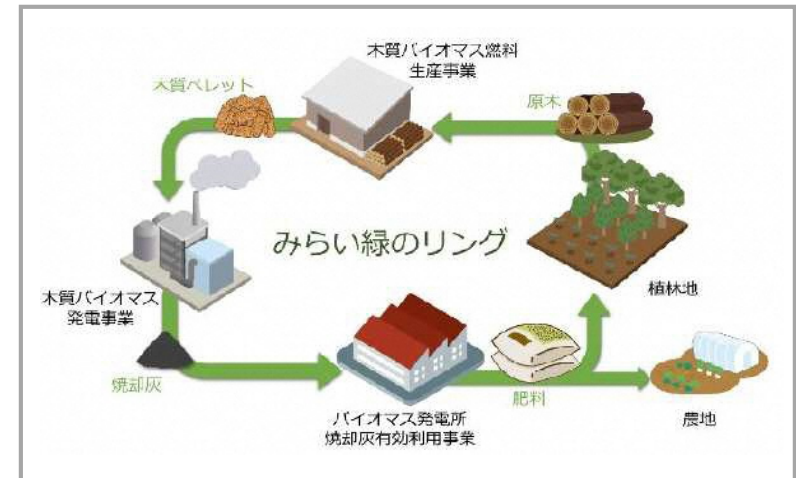 木質バイオマス燃料
生産事業
木質ペレット
原木
みらい緑のリング
木質バイオマス
発電事業
植林地
焼却灰
肥料
バイオマス発電所
焼却灰有効利用事業
農地